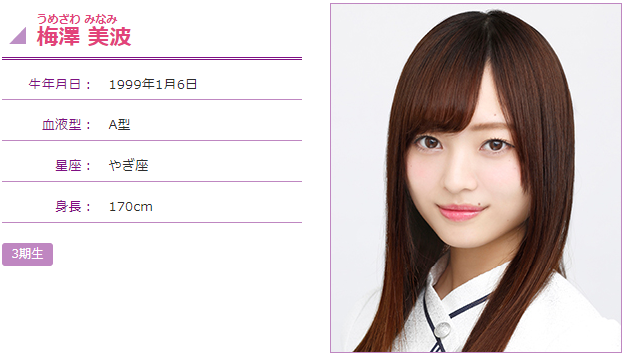 うめざわ みなみ
梅澤 美波
生年月日： 1999年1月6日
血液型： A型
星座： やぎ座
身長： 170cm
3期生